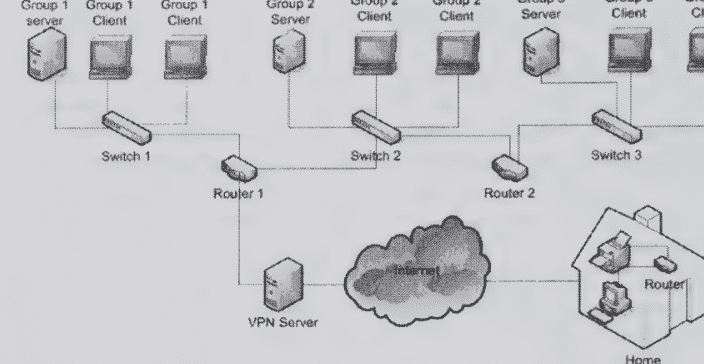 Group 1
server
Group 1
Client
Group 1
Client
Group 2
Server
Group 2
Client
Group 2
Client
Server
Client
Switch 1
Switch 2
Switch 3
Router 1
Router 2
Internet
Router
VPN Server
Home